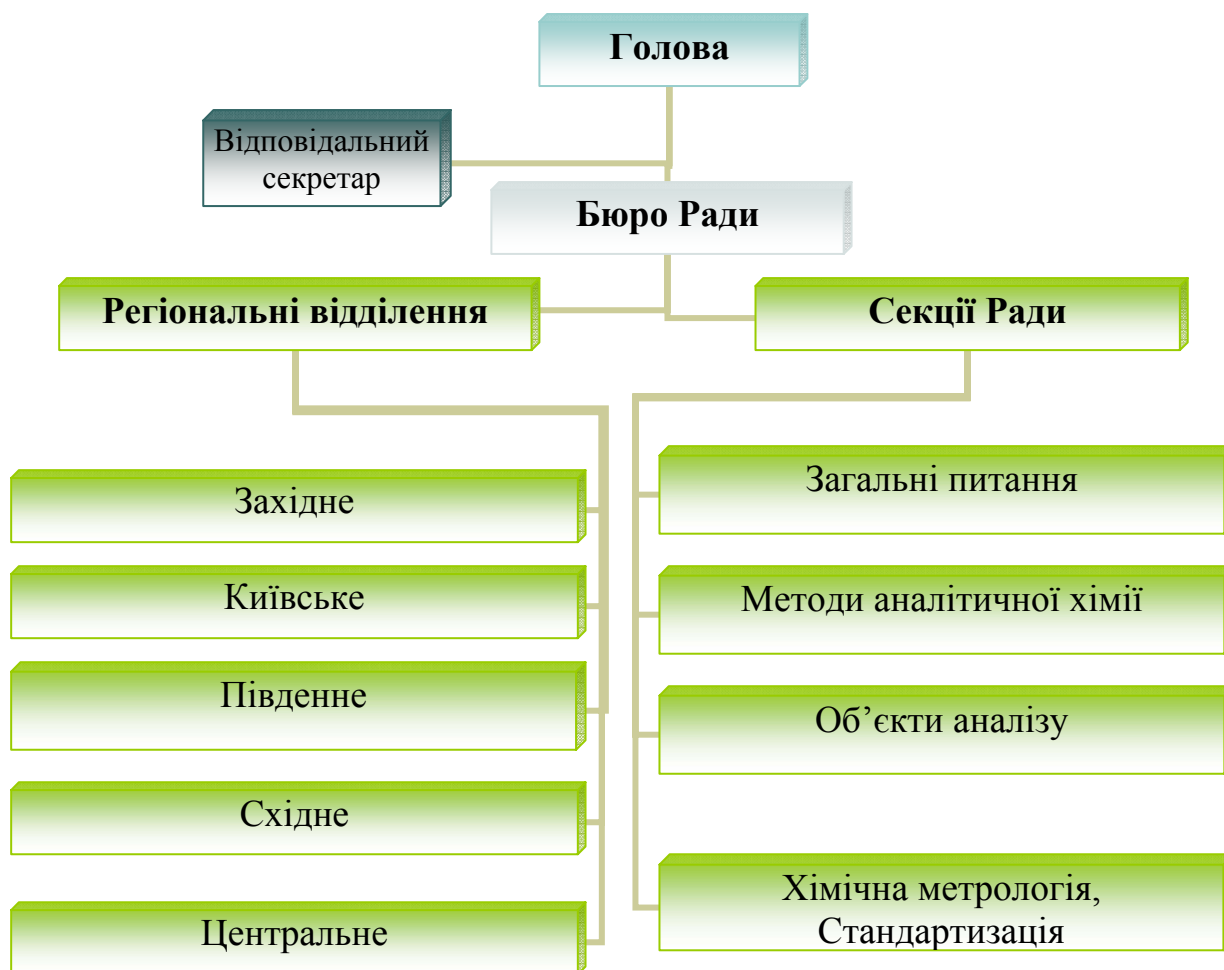 Голова
Відповідальний
секретар
Бюро Ради
Регіональні відділення
Секції Ради
Західне
Київське
Південне
Східне
Центральне
Загальні питання
Методи аналітичної хімії
Об’єкти аналізу
Хімічна метрологія,
Стандартизація